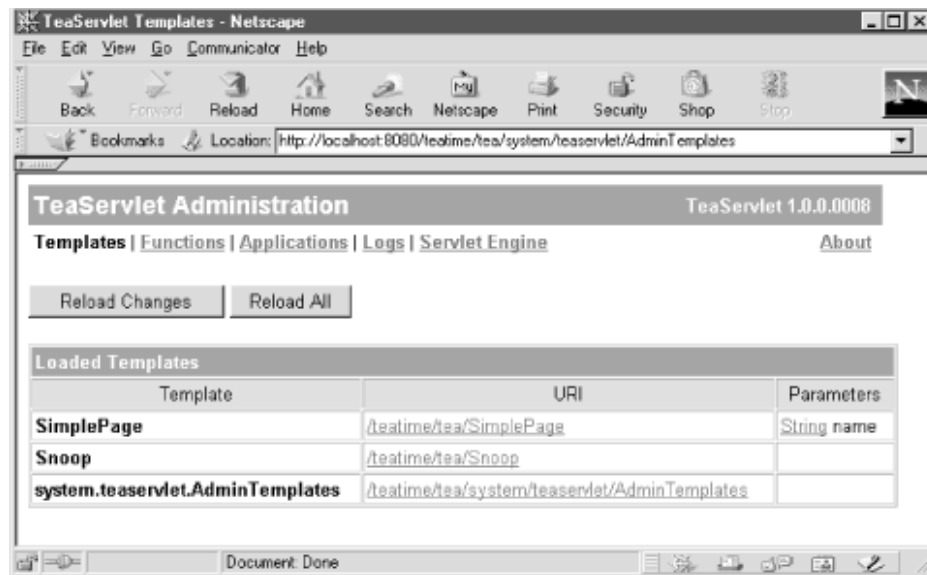 TeaServlet Templates - Netscape
File Edit View Go Communicator Help
Back Forward Reload Home Search Netscape Print Security Shop Stop
My
N
Bookmarks Location: http://localhost:8080/teatime/tea/system/teaservlet/AdminTemplates
TeaServlet Administration TeaServlet 1.0.0.0008
Templates | Functions | Applications | Logs | Servlet Engine About
Reload Changes Reload All
Loaded Templates
Template URI Parameters
SimplePage /teatime/tea/SimplePage String name
Snoop /teatime/tea/Snoop
system.teaservlet.AdminTemplates /teatime/tea/system/teaservlet/AdminTemplates
Document: Done